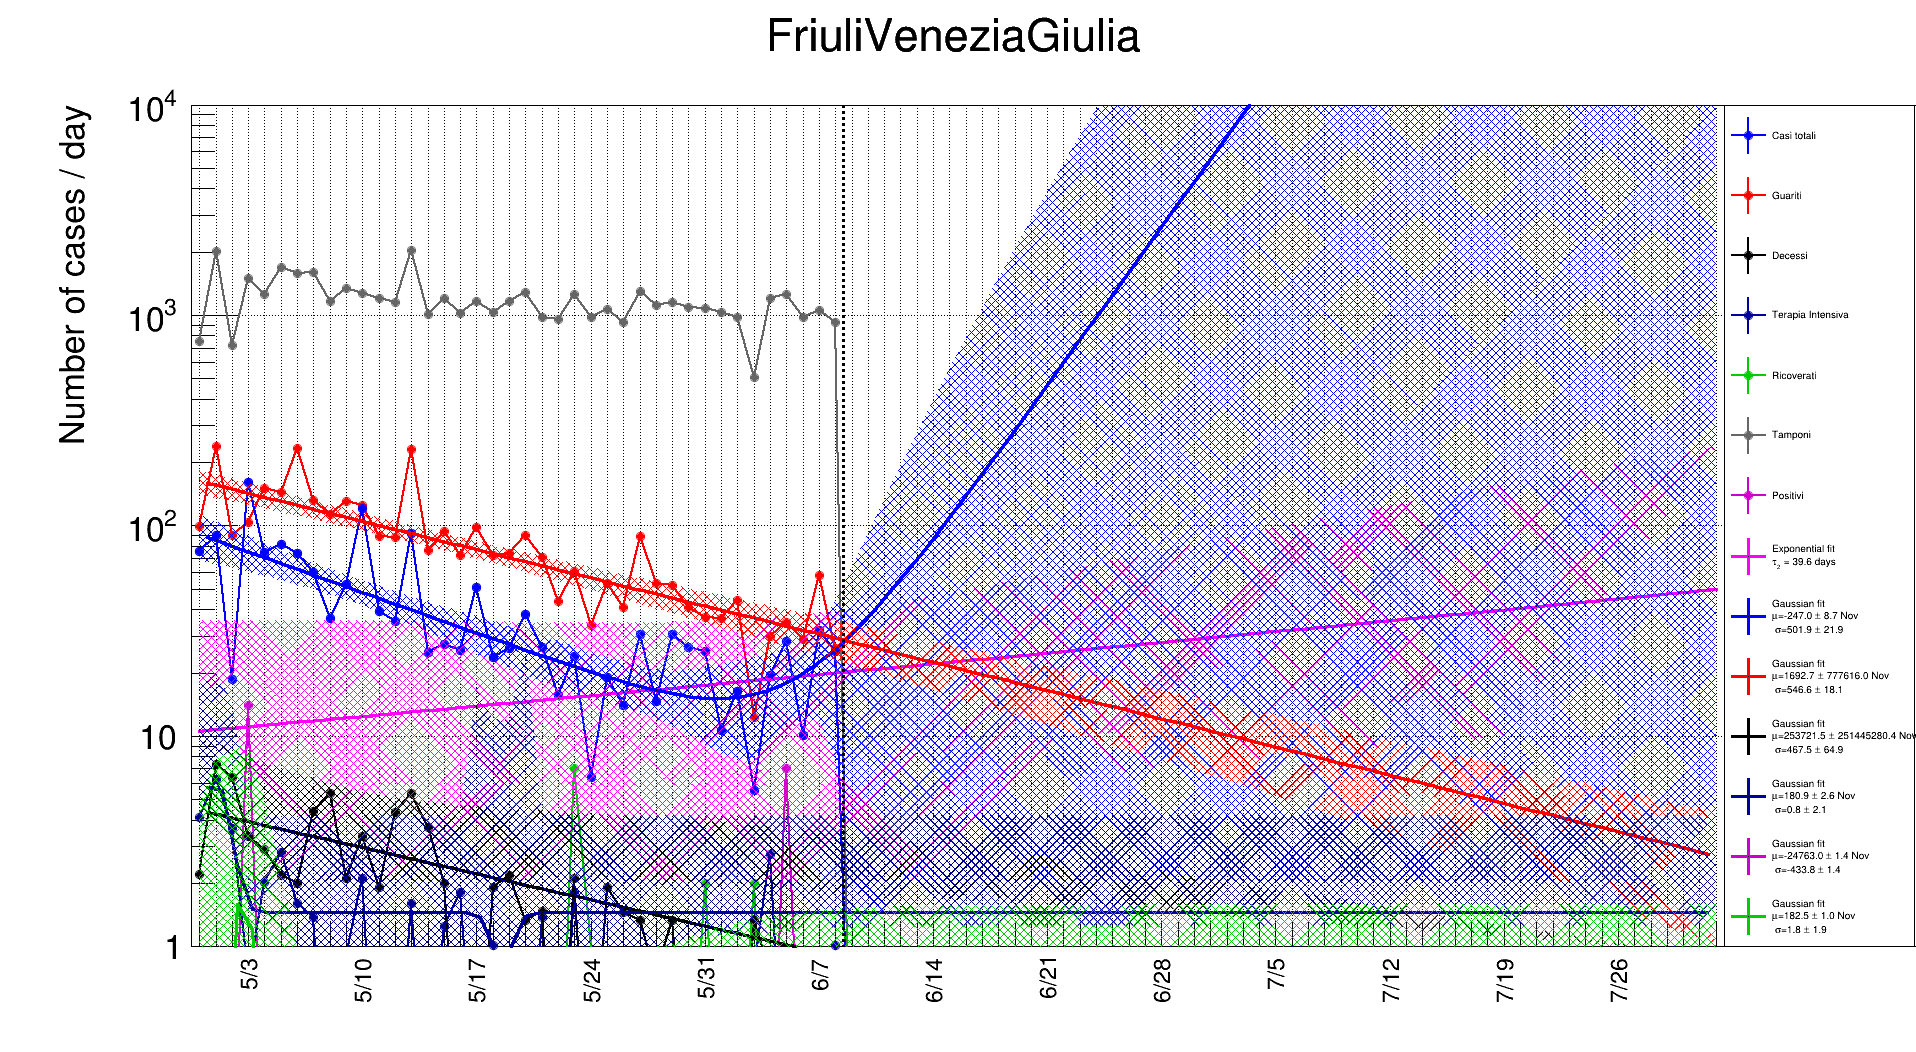 FriuliVeneziaGiulia
Number of cases / day
10^4
10^3
10^2
10
1
5/3
5/10
5/17
5/24
5/31
6/7
6/14
6/21
6/28
7/5
7/12
7/19
7/26
Casi totali
Guariti
Decessi
Terapia Intensiva
Ricoverati
Tamponi
Positivi
Exponential fit
τ₂ = 39.6 days
Gaussian fit
μ=-247.0 ± 8.7 Nov
σ=501.9 ± 21.9
Gaussian fit
μ=1692.7 ± 777616.0 Nov
σ=546.6 ± 18.1
Gaussian fit
μ=253721.5 ± 251445280.4 Nov
σ=467.5 ± 64.9
Gaussian fit
μ=180.9 ± 2.6 Nov
σ=0.8 ± 2.1
Gaussian fit
μ=-24763.0 ± 1.4 Nov
σ=-433.8 ± 1.4
Gaussian fit
μ=182.5 ± 1.0 Nov
σ=1.8 ± 1.9